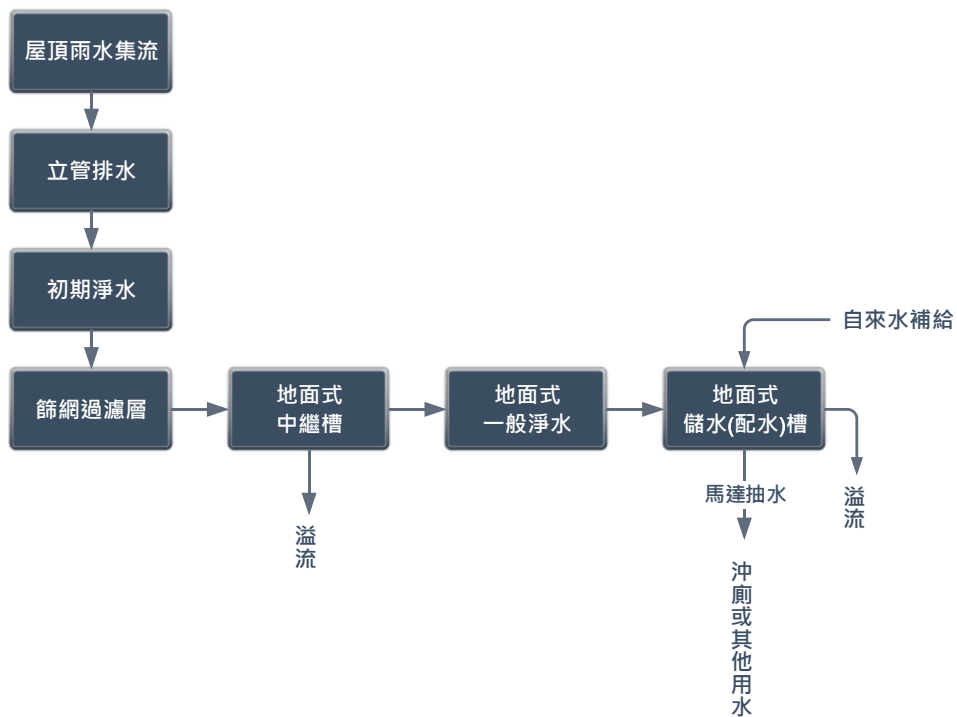 屋頂雨水集流
立管排水
初期淨水
自來水補給
篩網過濾層
地面式
中繼槽
地面式
一般淨水
地面式
儲水(配水)槽
馬達抽水
溢流
溢流
沖廁或其他用水